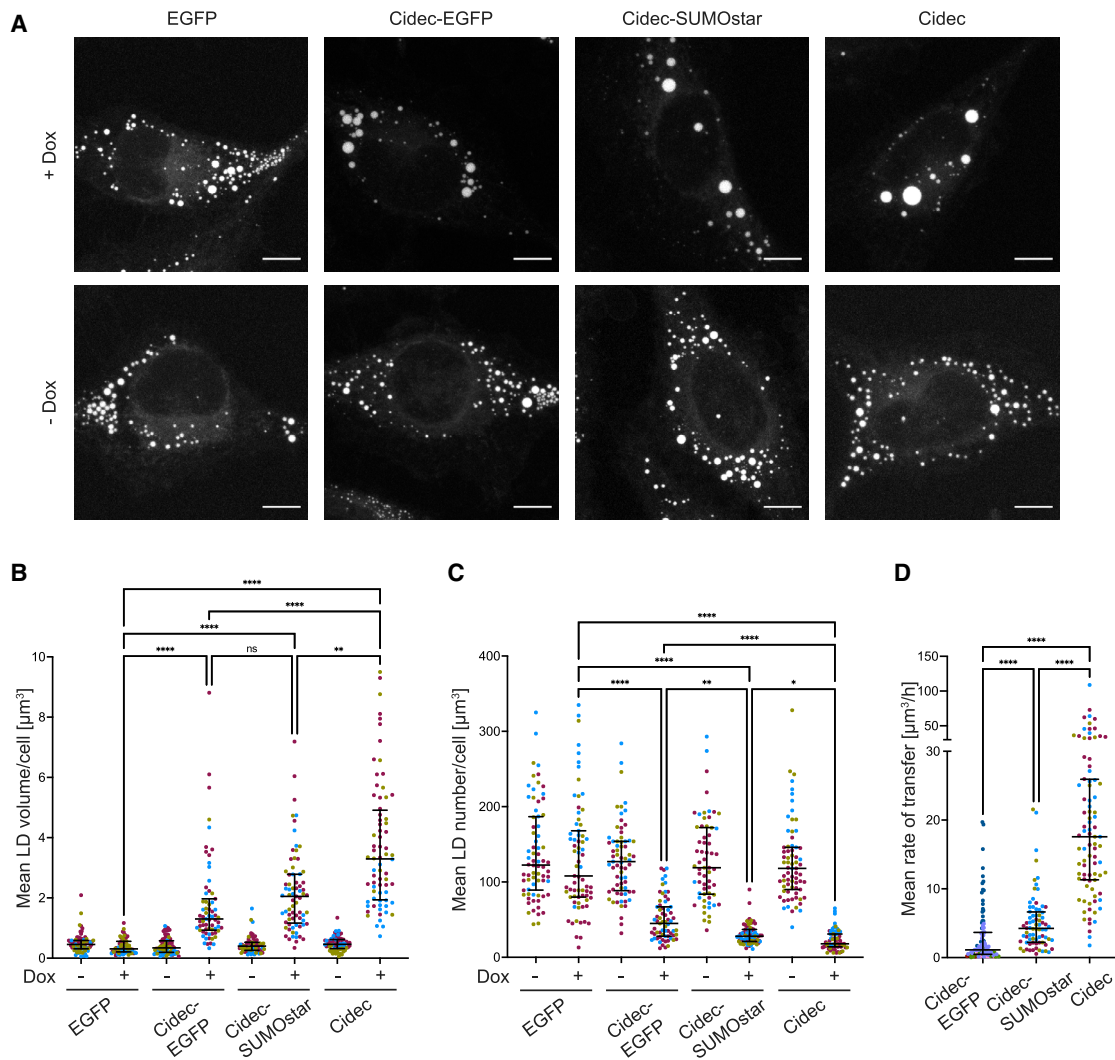 A
EGFP
Cidec-EGFP
Cidec-SUMOstar
Cidec
+ Dox
- Dox
B
****
****
****
****
ns
**
Mean LD volume/cell [µm³]
10
8
6
4
2
0
Dox
- + - + - + - +
EGFP
Cidec-
EGFP
Cidec-
SUMOstar
Cidec
C
****
****
****
****
**
*
Mean LD number/cell [µm³]
400
300
200
100
0
Dox
- + - + - + - +
EGFP
Cidec-
EGFP
Cidec-
SUMOstar
Cidec
D
****
****
****
Mean rate of transfer [µm³/h]
150
100
50
30
20
10
0
Cidec-
EGFP
Cidec-
SUMOstar
Cidec